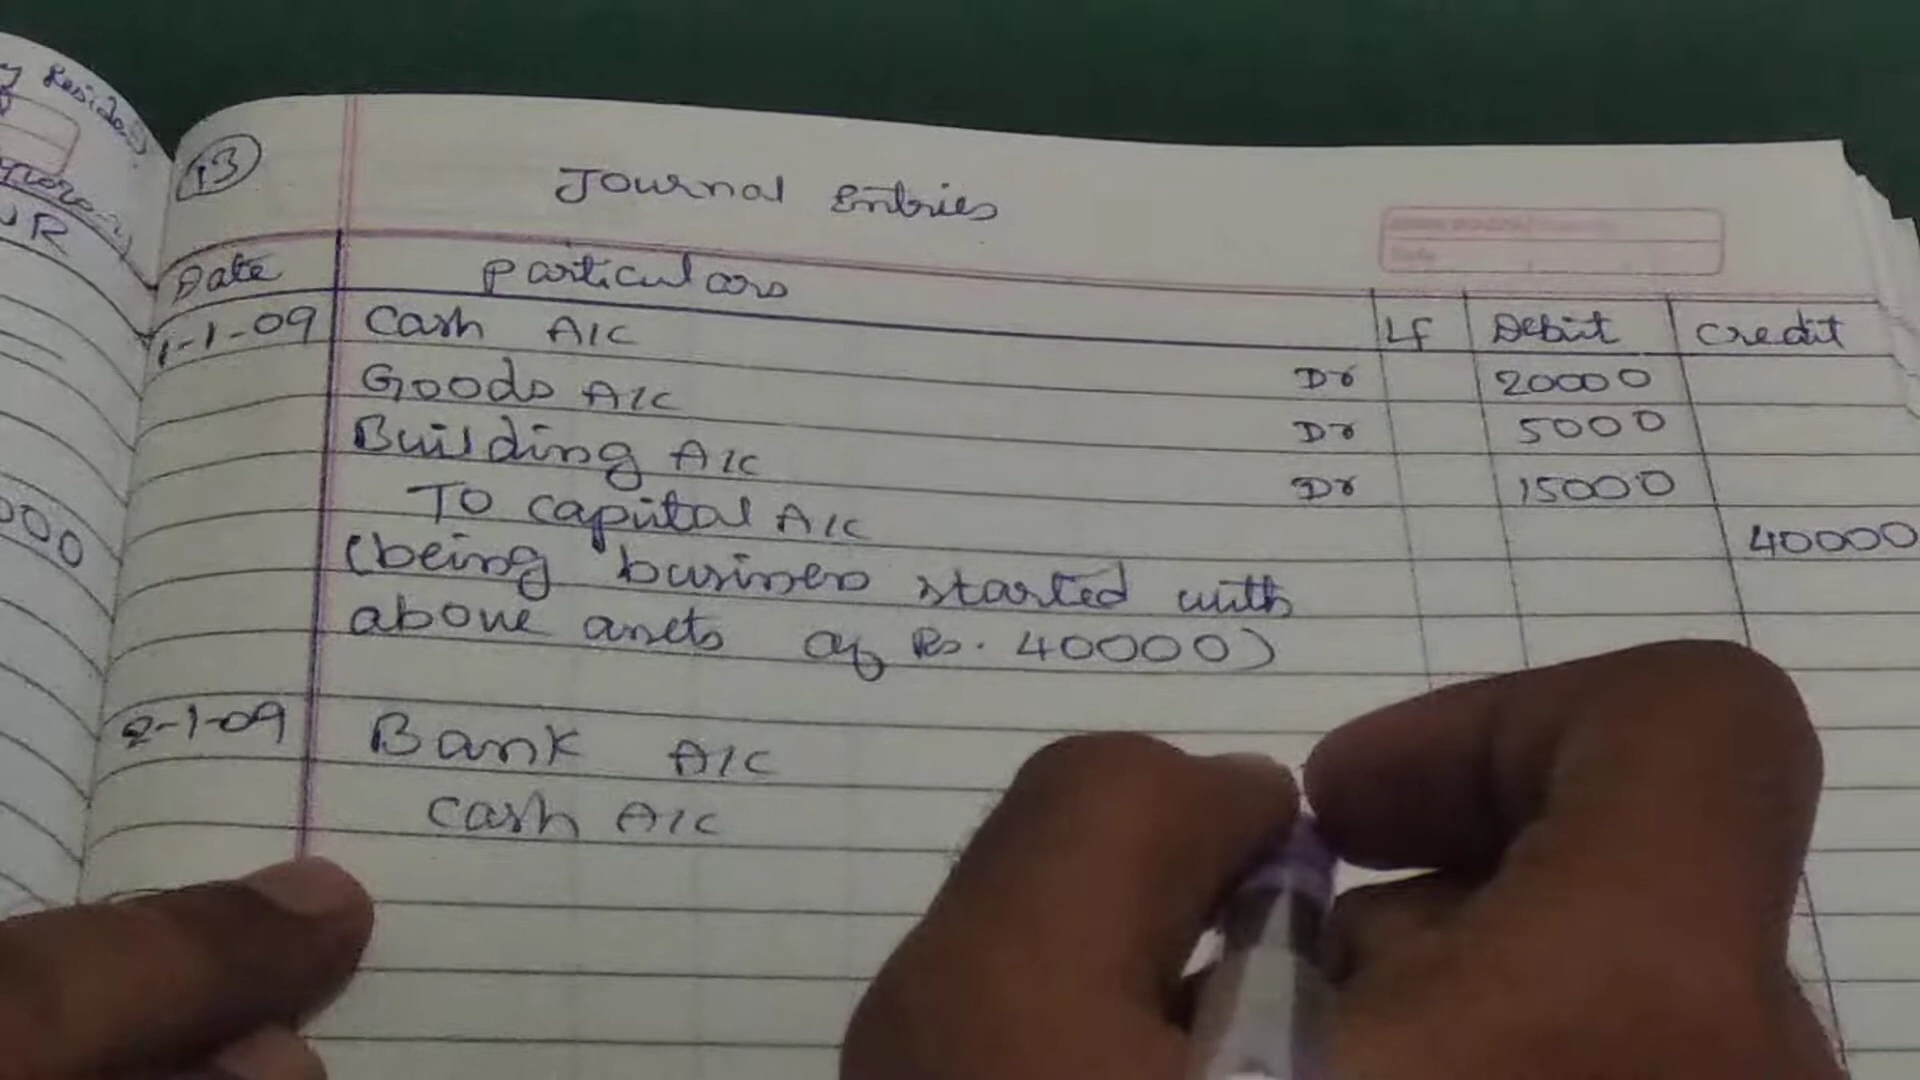 13
Journal Entries
Date Particulars LF Debit Credit
1-1-09 Cash A/C Dr 20000
Goods A/C Dr 5000
Building A/C Dr 15000
To capital A/C 40000
(being business started with
above assets of Rs. 40000)
2-1-09 Bank A/C
Cash A/C
000